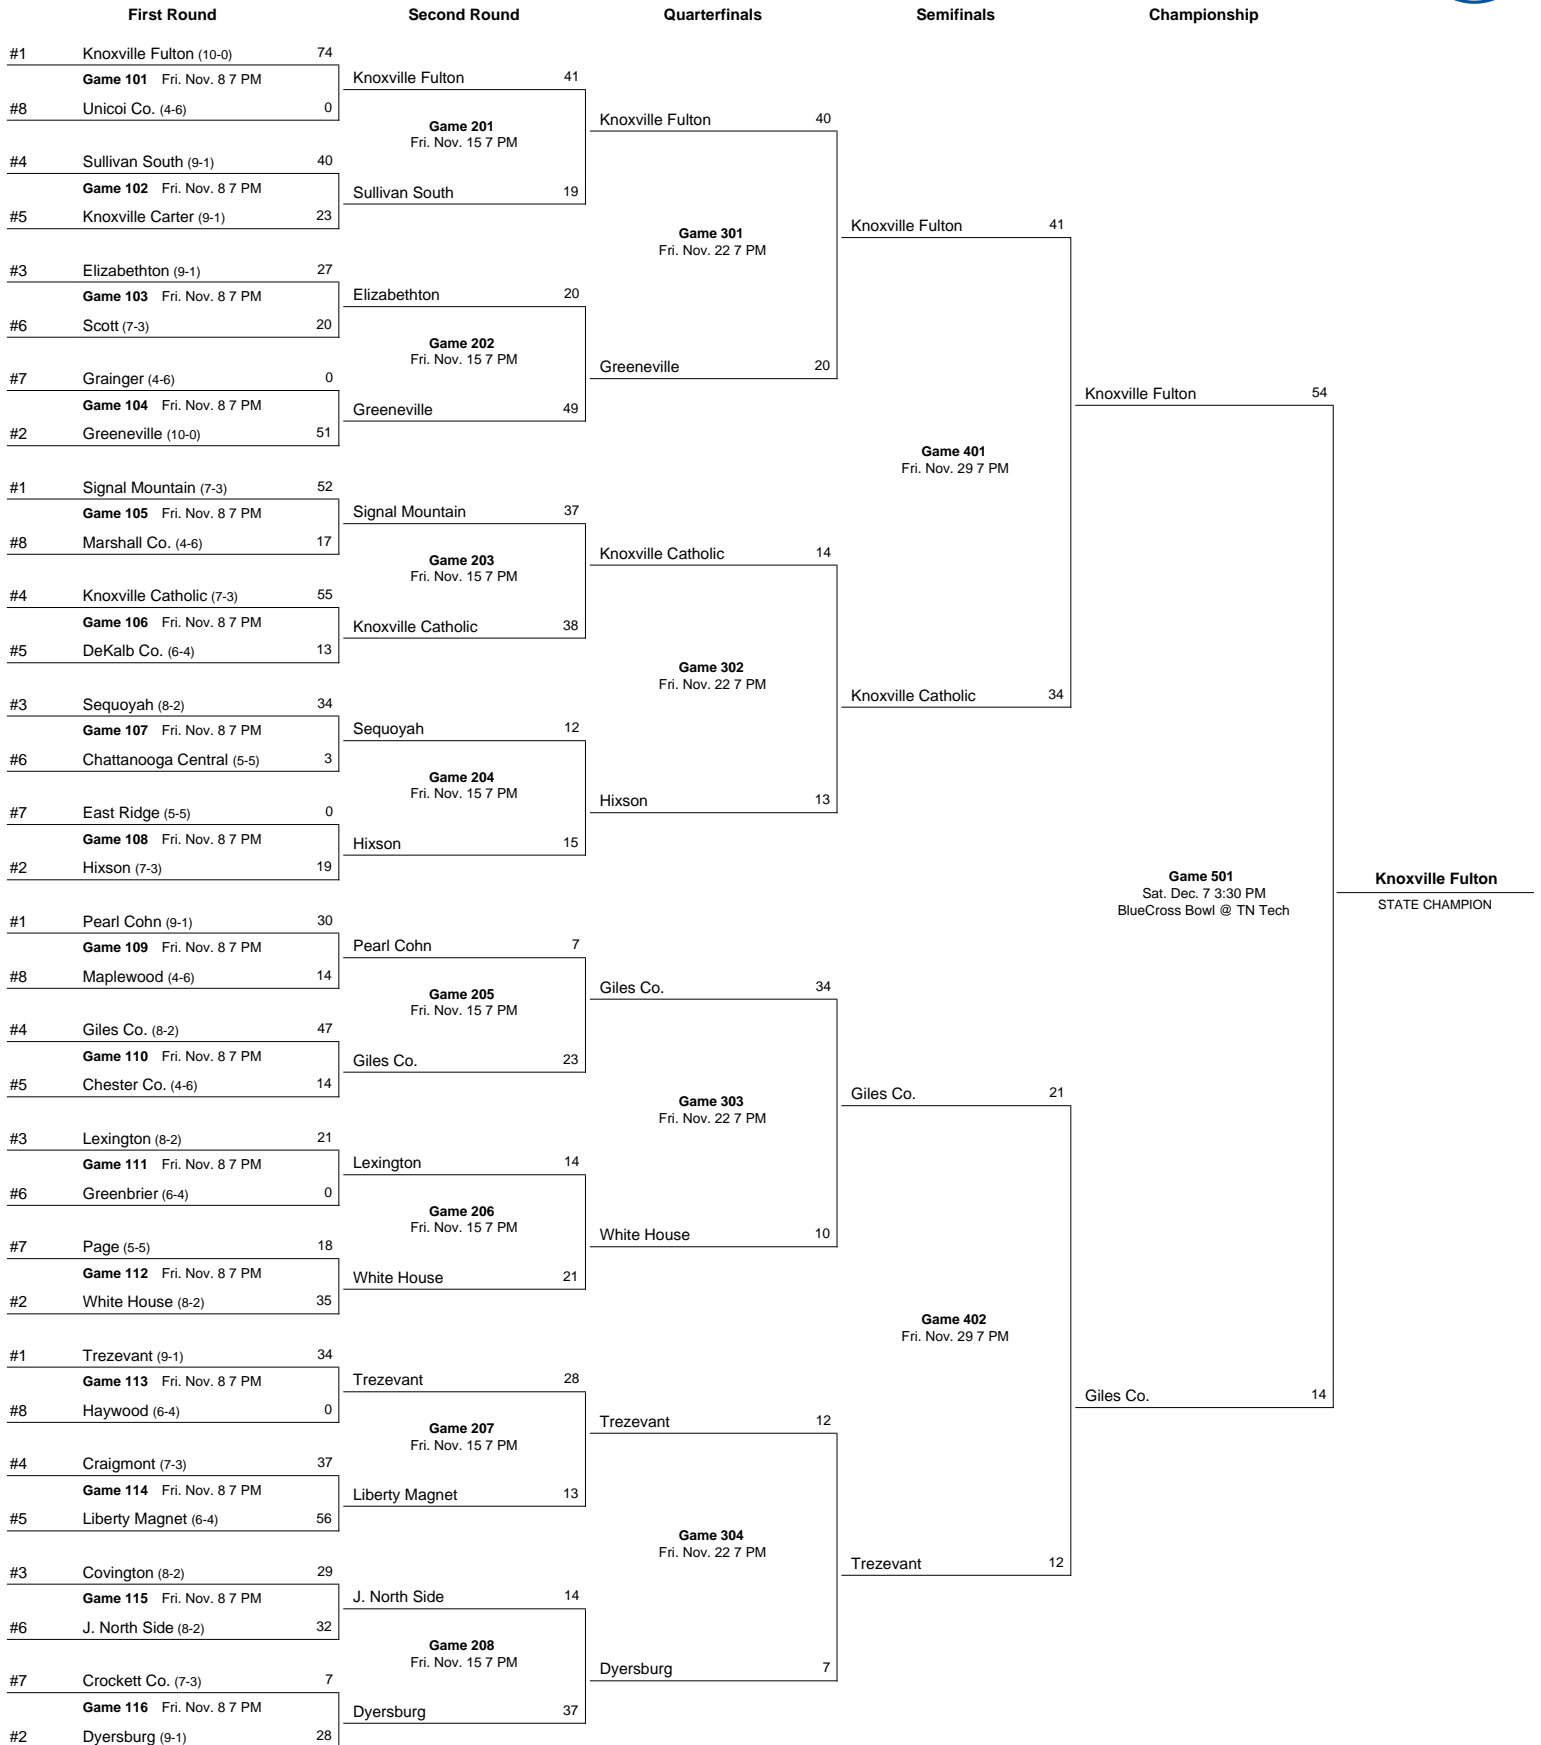 First Round Second Round Quarterfinals Semifinals Championship
#1 Knoxville Fulton (10-0) 74
Game 101 Fri. Nov. 8 7 PM
#8 Unicoi Co. (4-6) 0
#4 Sullivan South (9-1) 40
Game 102 Fri. Nov. 8 7 PM
#5 Knoxville Carter (9-1) 23
#3 Elizabethton (9-1) 27
Game 103 Fri. Nov. 8 7 PM
#6 Scott (7-3) 20
#7 Grainger (4-6) 0
Game 104 Fri. Nov. 8 7 PM
#2 Greeneville (10-0) 51
#1 Signal Mountain (7-3) 52
Game 105 Fri. Nov. 8 7 PM
#8 Marshall Co. (4-6) 17
#4 Knoxville Catholic (7-3) 55
Game 106 Fri. Nov. 8 7 PM
#5 DeKalb Co. (6-4) 13
#3 Sequoyah (8-2) 34
Game 107 Fri. Nov. 8 7 PM
#6 Chattanooga Central (5-5) 3
#7 East Ridge (5-5) 0
Game 108 Fri. Nov. 8 7 PM
#2 Hixson (7-3) 19
#1 Pearl Cohn (9-1) 30
Game 109 Fri. Nov. 8 7 PM
#8 Maplewood (4-6) 14
#4 Giles Co. (8-2) 47
Game 110 Fri. Nov. 8 7 PM
#5 Chester Co. (4-6) 14
#3 Lexington (8-2) 21
Game 111 Fri. Nov. 8 7 PM
#6 Greenbrier (6-4) 0
#7 Page (5-5) 18
Game 112 Fri. Nov. 8 7 PM
#2 White House (8-2) 35
#1 Trezevant (9-1) 34
Game 113 Fri. Nov. 8 7 PM
#8 Haywood (6-4) 0
#4 Craigmont (7-3) 37
Game 114 Fri. Nov. 8 7 PM
#5 Liberty Magnet (6-4) 56
#3 Covington (8-2) 29
Game 115 Fri. Nov. 8 7 PM
#6 J. North Side (8-2) 32
#7 Crockett Co. (7-3) 7
Game 116 Fri. Nov. 8 7 PM
#2 Dyersburg (9-1) 28
Knoxville Fulton 41
Game 201
Fri. Nov. 15 7 PM
Sullivan South 19
Elizabethton 20
Game 202
Fri. Nov. 15 7 PM
Greeneville 49
Signal Mountain 37
Game 203
Fri. Nov. 15 7 PM
Knoxville Catholic 38
Sequoyah 12
Game 204
Fri. Nov. 15 7 PM
Hixson 15
Pearl Cohn 7
Game 205
Fri. Nov. 15 7 PM
Giles Co. 23
Lexington 14
Game 206
Fri. Nov. 15 7 PM
White House 21
Trezevant 28
Game 207
Fri. Nov. 15 7 PM
Liberty Magnet 13
J. North Side 14
Game 208
Fri. Nov. 15 7 PM
Dyersburg 37
Knoxville Fulton 40
Game 301
Fri. Nov. 22 7 PM
Greeneville 20
Knoxville Catholic 14
Game 302
Fri. Nov. 22 7 PM
Hixson 13
Giles Co. 34
Game 303
Fri. Nov. 22 7 PM
White House 10
Trezevant 12
Game 304
Fri. Nov. 22 7 PM
Dyersburg 7
Knoxville Fulton 41
Game 401
Fri. Nov. 29 7 PM
Knoxville Catholic 34
Giles Co. 21
Game 402
Fri. Nov. 29 7 PM
Trezevant 12
Knoxville Fulton 54
Game 501
Sat. Dec. 7 3:30 PM
BlueCross Bowl @ TN Tech
Giles Co. 14
Knoxville Fulton
STATE CHAMPION